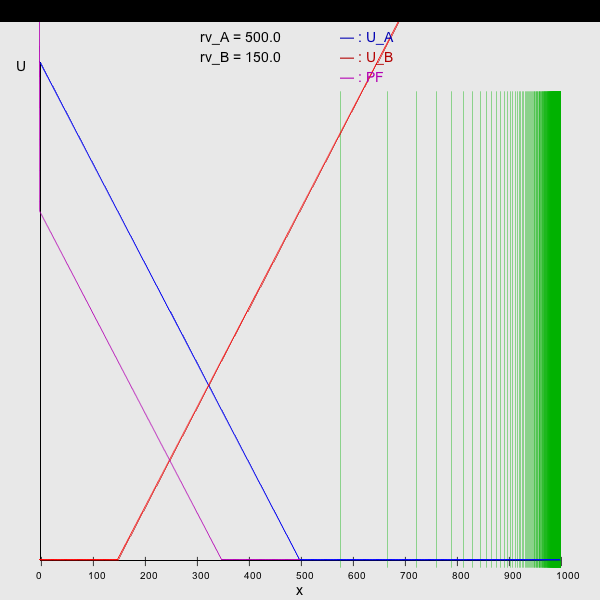 rv_A = 500.0 — : U_A
rv_B = 150.0 — : U_B
— : PF
U
0 100 200 300 400 500 600 700 800 900 1000
x